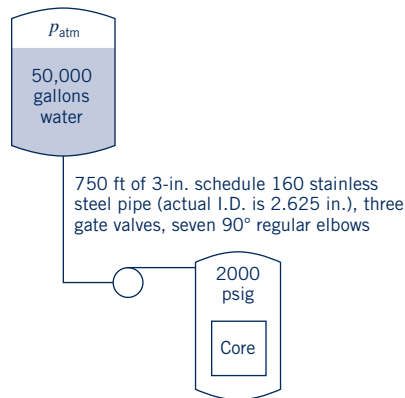 p_atm
50,000
gallons
water
750 ft of 3-in. schedule 160 stainless
steel pipe (actual I.D. is 2.625 in.), three
gate valves, seven 90° regular elbows
2000
psig
Core